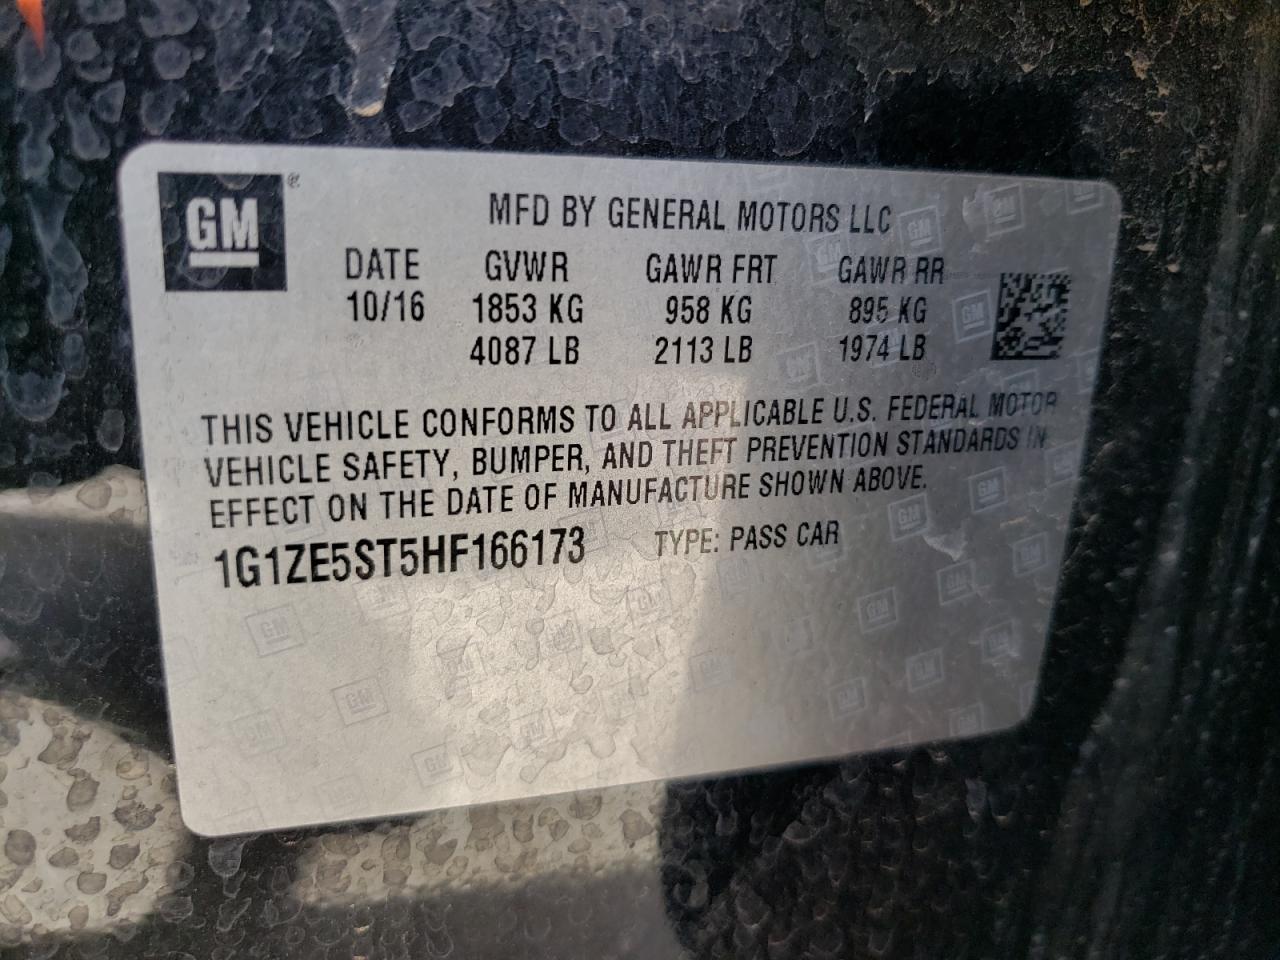 GM ®
MFD BY GENERAL MOTORS LLC
DATE GVWR GAWR FRT GAWR RR
10/16 1853 KG 958 KG 895 KG
4087 LB 2113 LB 1974 LB
THIS VEHICLE CONFORMS TO ALL APPLICABLE U.S. FEDERAL MOTOR
VEHICLE SAFETY, BUMPER, AND THEFT PREVENTION STANDARDS IN
EFFECT ON THE DATE OF MANUFACTURE SHOWN ABOVE.
1G1ZE5ST5HF166173 TYPE: PASS CAR